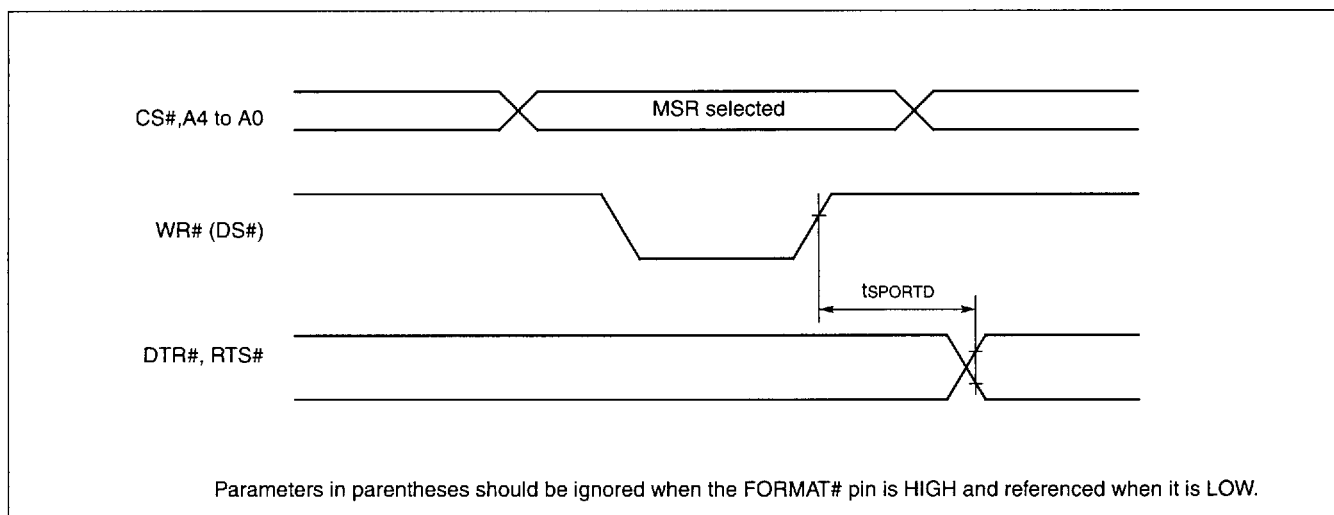 CS#,A4 to A0
MSR selected
WR# (DS#)
tSPORTD
DTR#, RTS#
Parameters in parentheses should be ignored when the FORMAT# pin is HIGH and referenced when it is LOW.